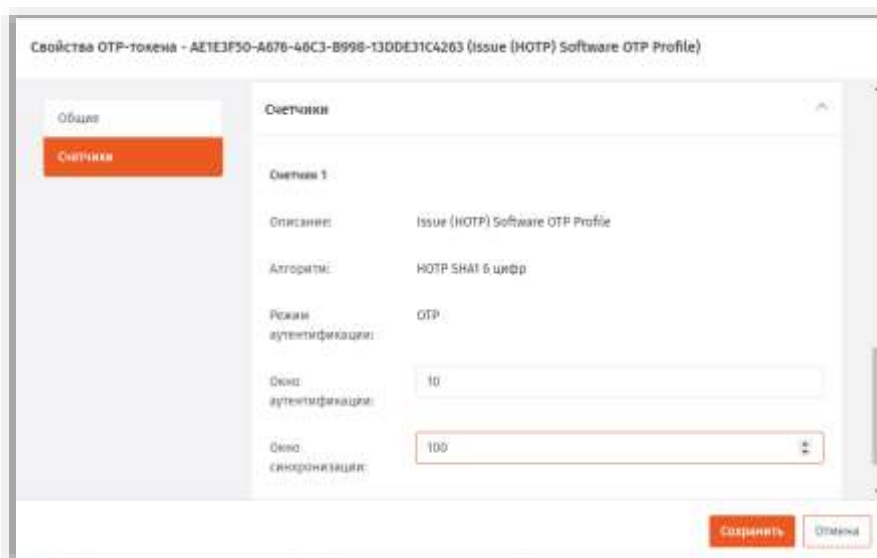 Свойства OTP-токена - AE1E3F50-A676-46C3-B998-13DDE31C4263 (Issue (HOTP) Software OTP Profile)
Общие
Счетчики
Счетчики
Счетчик 1
Описание:
Issue (HOTP) Software OTP Profile
Алгоритм:
HOTP SHA1 6 цифр
Режим
аутентификации:
OTP
Окно
аутентификации:
10
Окно
синхронизации:
100
Сохранить
Отмена